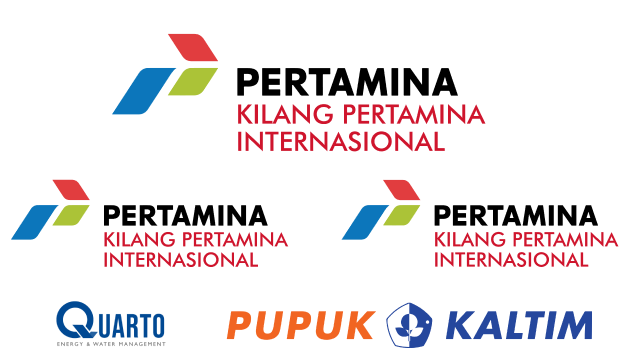 PERTAMINA
KILANG PERTAMINA
INTERNASIONAL
PERTAMINA
KILANG PERTAMINA
INTERNASIONAL
PERTAMINA
KILANG PERTAMINA
INTERNASIONAL
QUARTO
ENERGY & WATER MANAGEMENT
PUPUK KALTIM